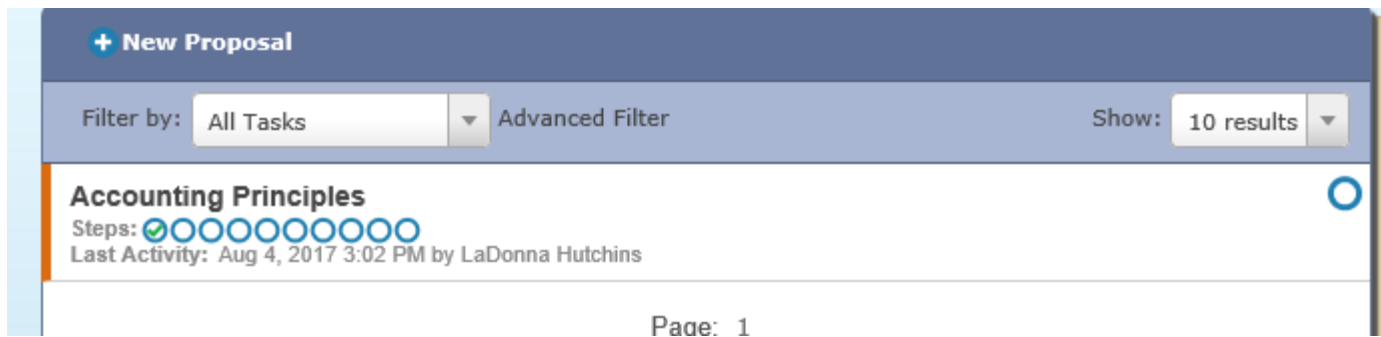 New Proposal
Filter by: All Tasks Advanced Filter Show: 10 results
Accounting Principles
Steps:
Last Activity: Aug 4, 2017 3:02 PM by LaDonna Hutchins
Page: 1